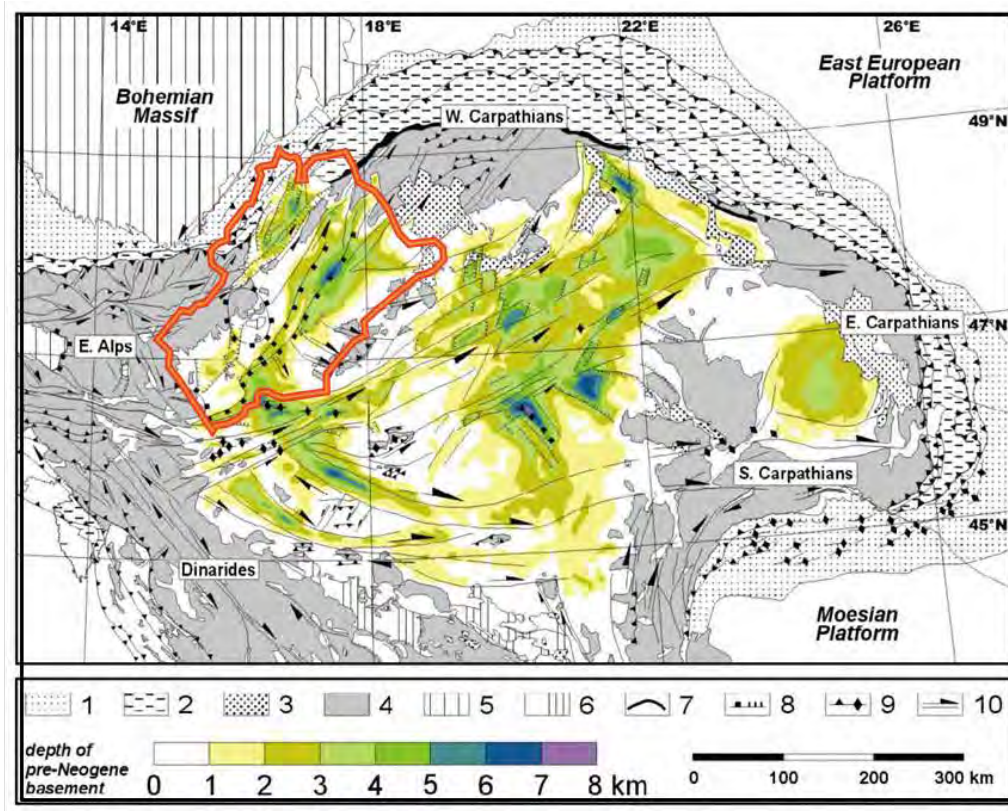 14°E 18°E 22°E 26°E
Bohemian
Massif
East European
Platform
W. Carpathians
49°N
E. Alps
47°N
E. Carpathians
S. Carpathians
45°N
Dinarides
Moesian
Platform
1 2 3 4 5 6 7 8 9 10
depth of
pre-Neogene
basement
0 1 2 3 4 5 6 7 8 km
0 100 200 300 km